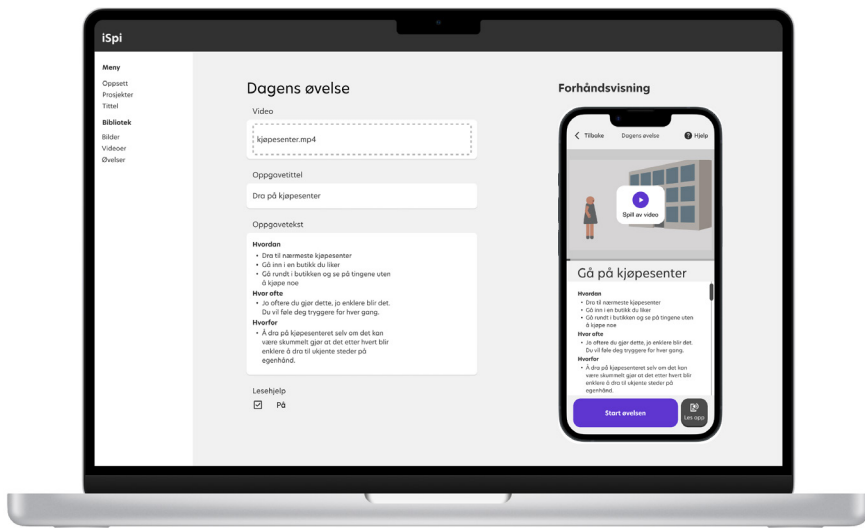 iSpi
Meny
Oppsett
Prosjekter
Tittel
Bibliotek
Bilder
Videoer
Øvelser
Dagens øvelse
Video
kjøpesenter.mp4
Oppgavetittel
Dra på kjøpesenter
Oppgavetekst
Hvordan
• Dra til nærmeste kjøpesenter
• Gå inn i en butikk du liker
• Gå rundt i butikken og se på tingene uten
å kjøpe noe
Hvor ofte
• Jo oftere du gjør dette, jo enklere blir det.
Du vil føle deg tryggere for hver gang.
Hvorfor
• Å dra på kjøpesenteret selv om det kan
være skummelt gjør at det etter hvert blir
enklere å dra til ukjente steder på
egenhånd.
Lesehjelp
På
Forhåndsvisning
Tilbake Dagens øvelse Hjelp
Spill av video
Gå på kjøpesenter
Hvordan
• Dra til nærmeste kjøpesenter
• Gå inn i en butikk du liker
• Gå rundt i butikken og se på tingene uten
å kjøpe noe
Hvor ofte
• Jo oftere du gjør dette, jo enklere blir det.
Du vil føle deg tryggere for hver gang.
Hvorfor
• Å dra på kjøpesenteret selv om det kan
være skummelt gjør at det etter hvert blir
enklere å dra til ukjente steder på
egenhånd.
Start øvelsen
Les opp